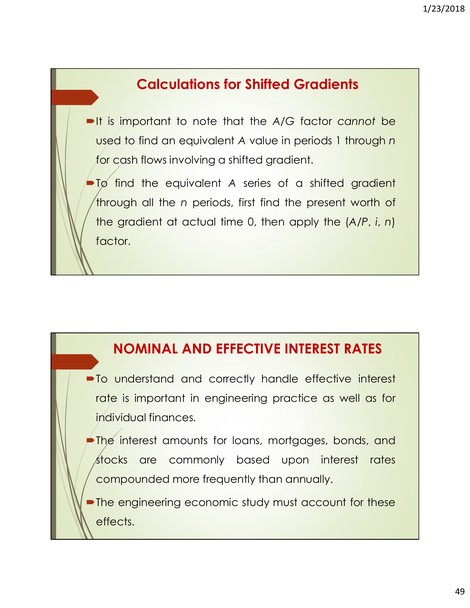 1/23/2018
Calculations for Shifted Gradients
It is important to note that the A/G factor cannot be
used to find an equivalent A value in periods 1 through n
for cash flows involving a shifted gradient.
To find the equivalent A series of a shifted gradient
through all the n periods, first find the present worth of
the gradient at actual time 0, then apply the (A/P, i, n)
factor.
NOMINAL AND EFFECTIVE INTEREST RATES
To understand and correctly handle effective interest
rate is important in engineering practice as well as for
individual finances.
The interest amounts for loans, mortgages, bonds, and
stocks are commonly based upon interest rates
compounded more frequently than annually.
The engineering economic study must account for these
effects.
49